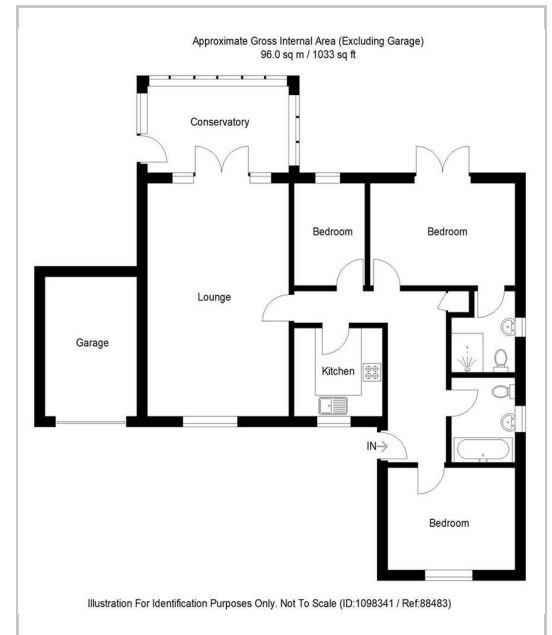 Approximate Gross Internal Area (Excluding Garage)
96.0 sq m / 1033 sq ft
Conservatory
Bedroom
Bedroom
Lounge
Garage
Kitchen
IN
Bedroom
Illustration For Identification Purposes Only. Not To Scale (ID:1098341 / Ref:88483)